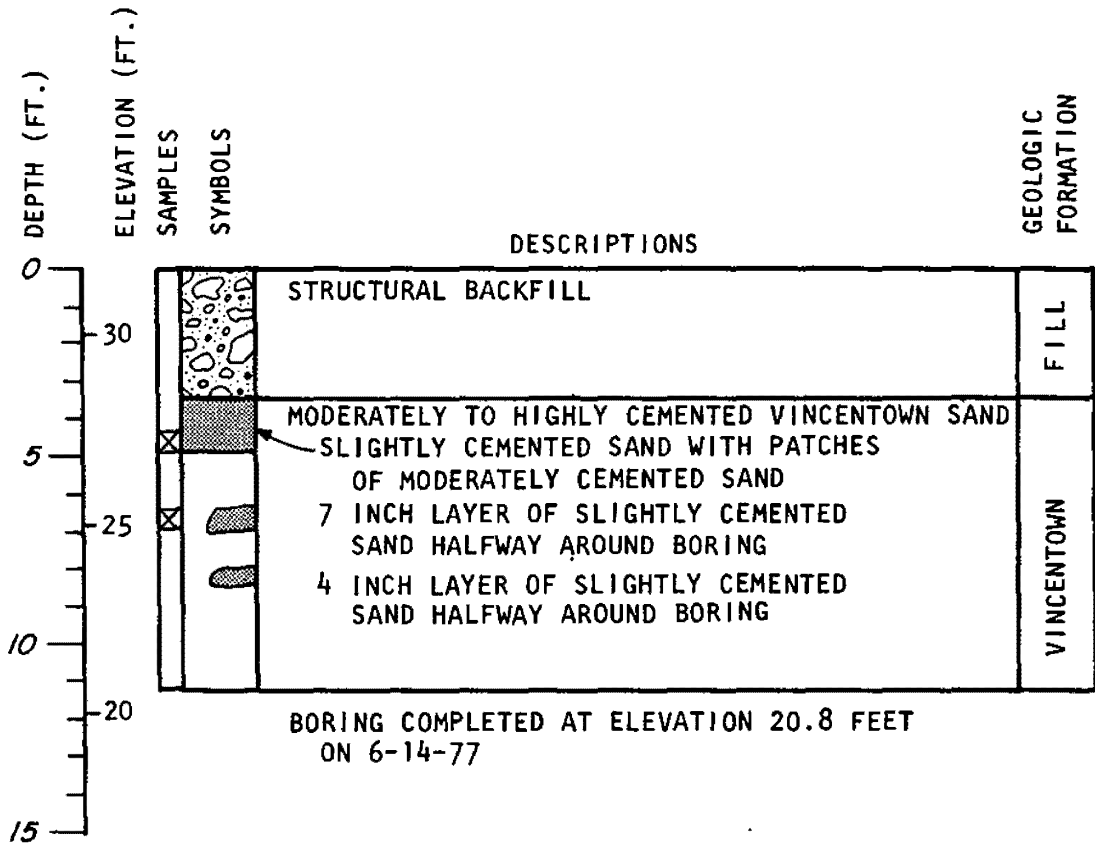 DEPTH (FT.)
ELEVATION (FT.)
SAMPLES
SYMBOLS
DESCRIPTIONS
GEOLOGIC
FORMATION
0
5
10
15
30
25
20
STRUCTURAL BACKFILL
MODERATELY TO HIGHLY CEMENTED VINCENTOWN SAND
SLIGHTLY CEMENTED SAND WITH PATCHES
OF MODERATELY CEMENTED SAND
7 INCH LAYER OF SLIGHTLY CEMENTED
SAND HALFWAY AROUND BORING
4 INCH LAYER OF SLIGHTLY CEMENTED
SAND HALFWAY AROUND BORING
FILL
VINCENTOWN
BORING COMPLETED AT ELEVATION 20.8 FEET
ON 6-14-77